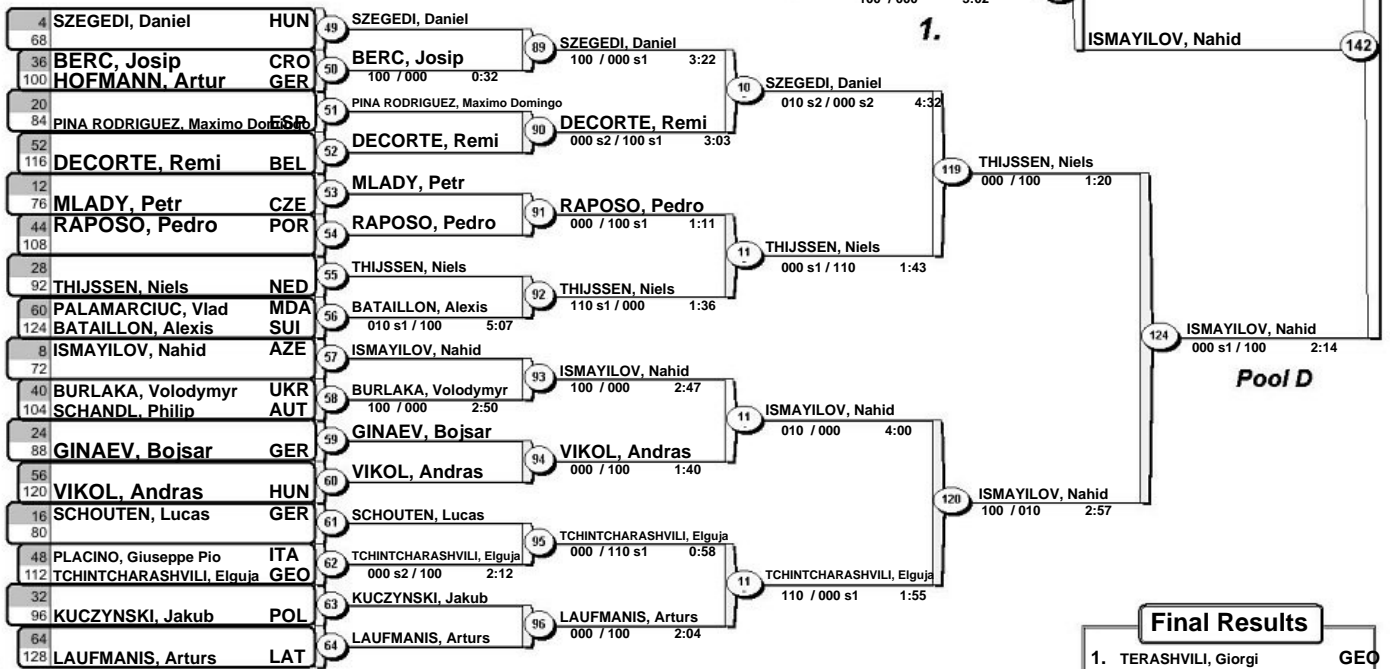 100 / 000 3:02
1.
ISMAYILOV, Nahid
142
4 SZEGEDI, Daniel HUN
68
36 BERC, Josip CRO
100 HOFMANN, Artur GER
20
84 PINA RODRIGUEZ, Maximo Domingo ESP
52
116 DECORTE, Remi BEL
12
76 MLADY, Petr CZE
44 RAPOSO, Pedro POR
108
28
92 THIJSSEN, Niels NED
60 PALAMARCIUC, Vlad MDA
124 BATAILLON, Alexis SUI
8 ISMAYILOV, Nahid AZE
72
40 BURLAKA, Volodymyr UKR
104 SCHANDL, Philip AUT
24
88 GINAEV, Bojsar GER
56
120 VIKOL, Andras HUN
16 SCHOUTEN, Lucas GER
80
48 PLACINO, Giuseppe Pio ITA
112 TCHINTCHARASHVILI, Elguja GEO
32
96 KUCZYNSKI, Jakub POL
64
128 LAUFMANIS, Arturs LAT
49 SZEGEDI, Daniel
50 BERC, Josip
100 / 000 0:32
51 PINA RODRIGUEZ, Maximo Domingo
52 DECORTE, Remi
53 MLADY, Petr
54 RAPOSO, Pedro
55 THIJSSEN, Niels
56 BATAILLON, Alexis
010 s1 / 100 5:07
57 ISMAYILOV, Nahid
58 BURLAKA, Volodymyr
100 / 000 2:50
59 GINAEV, Bojsar
60 VIKOL, Andras
61 SCHOUTEN, Lucas
62 TCHINTCHARASHVILI, Elguja
000 s2 / 100 2:12
63 KUCZYNSKI, Jakub
64 LAUFMANIS, Arturs
89 SZEGEDI, Daniel
100 / 000 s1 3:22
90 DECORTE, Remi
000 s2 / 100 s1 3:03
91 RAPOSO, Pedro
000 / 100 s1 1:11
92 THIJSSEN, Niels
110 s1 / 000 1:36
93 ISMAYILOV, Nahid
100 / 000 2:47
94 VIKOL, Andras
000 / 100 1:40
95 TCHINTCHARASHVILI, Elguja
000 / 110 s1 0:58
96 LAUFMANIS, Arturs
000 / 100 2:04
10 SZEGEDI, Daniel
010 s2 / 000 s2 4:32
11 THIJSSEN, Niels
000 s1 / 110 1:43
11 ISMAYILOV, Nahid
010 / 000 4:00
11 TCHINTCHARASHVILI, Elguja
110 / 000 s1 1:55
119 THIJSSEN, Niels
000 / 100 1:20
120 ISMAYILOV, Nahid
100 / 010 2:57
124 ISMAYILOV, Nahid
000 s1 / 100 2:14
Pool D
Final Results
1. TERASHVILI, Giorgi GEO